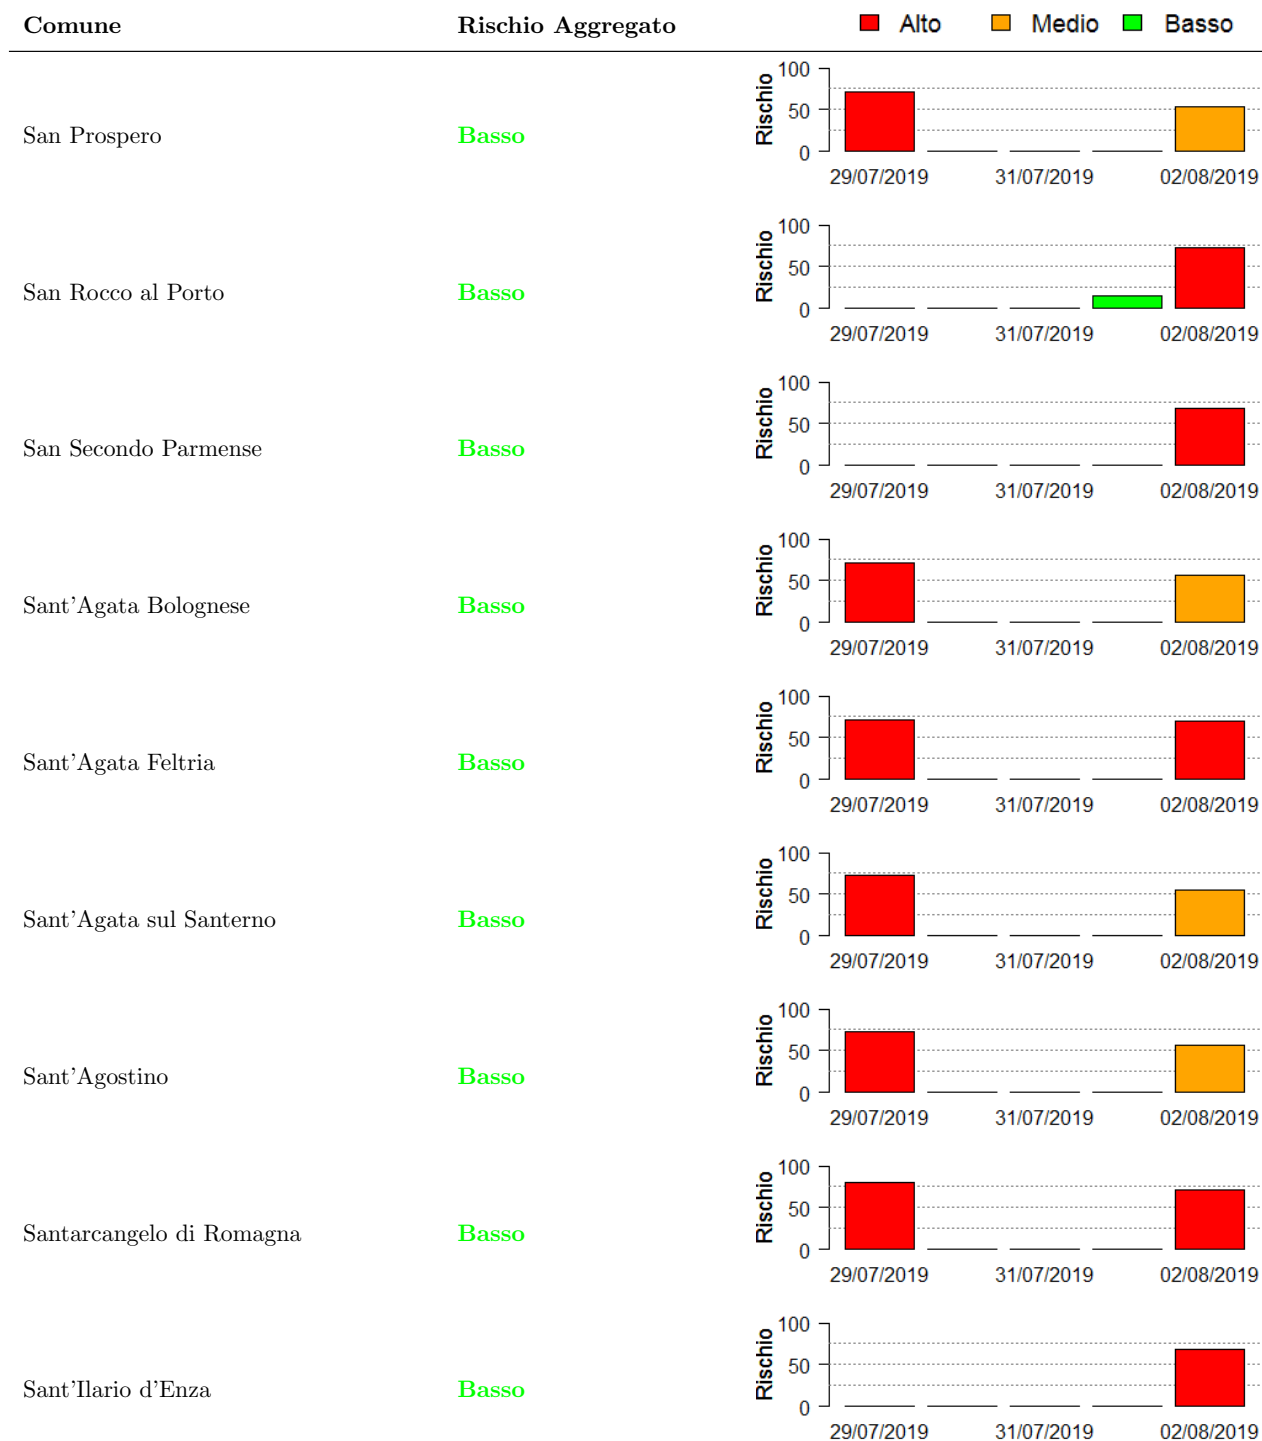 Comune Rischio Aggregato Alto Medio Basso
100
50
0
Rischio
San Prospero Basso
29/07/2019 31/07/2019 02/08/2019
100
50
0
Rischio
San Rocco al Porto Basso
29/07/2019 31/07/2019 02/08/2019
100
50
0
Rischio
San Secondo Parmense Basso
29/07/2019 31/07/2019 02/08/2019
100
50
0
Rischio
Sant'Agata Bolognese Basso
29/07/2019 31/07/2019 02/08/2019
100
50
0
Rischio
Sant'Agata Feltria Basso
29/07/2019 31/07/2019 02/08/2019
100
50
0
Rischio
Sant'Agata sul Santerno Basso
29/07/2019 31/07/2019 02/08/2019
100
50
0
Rischio
Sant'Agostino Basso
29/07/2019 31/07/2019 02/08/2019
100
50
0
Rischio
Santarcangelo di Romagna Basso
29/07/2019 31/07/2019 02/08/2019
100
50
0
Rischio
Sant'Ilario d'Enza Basso
29/07/2019 31/07/2019 02/08/2019